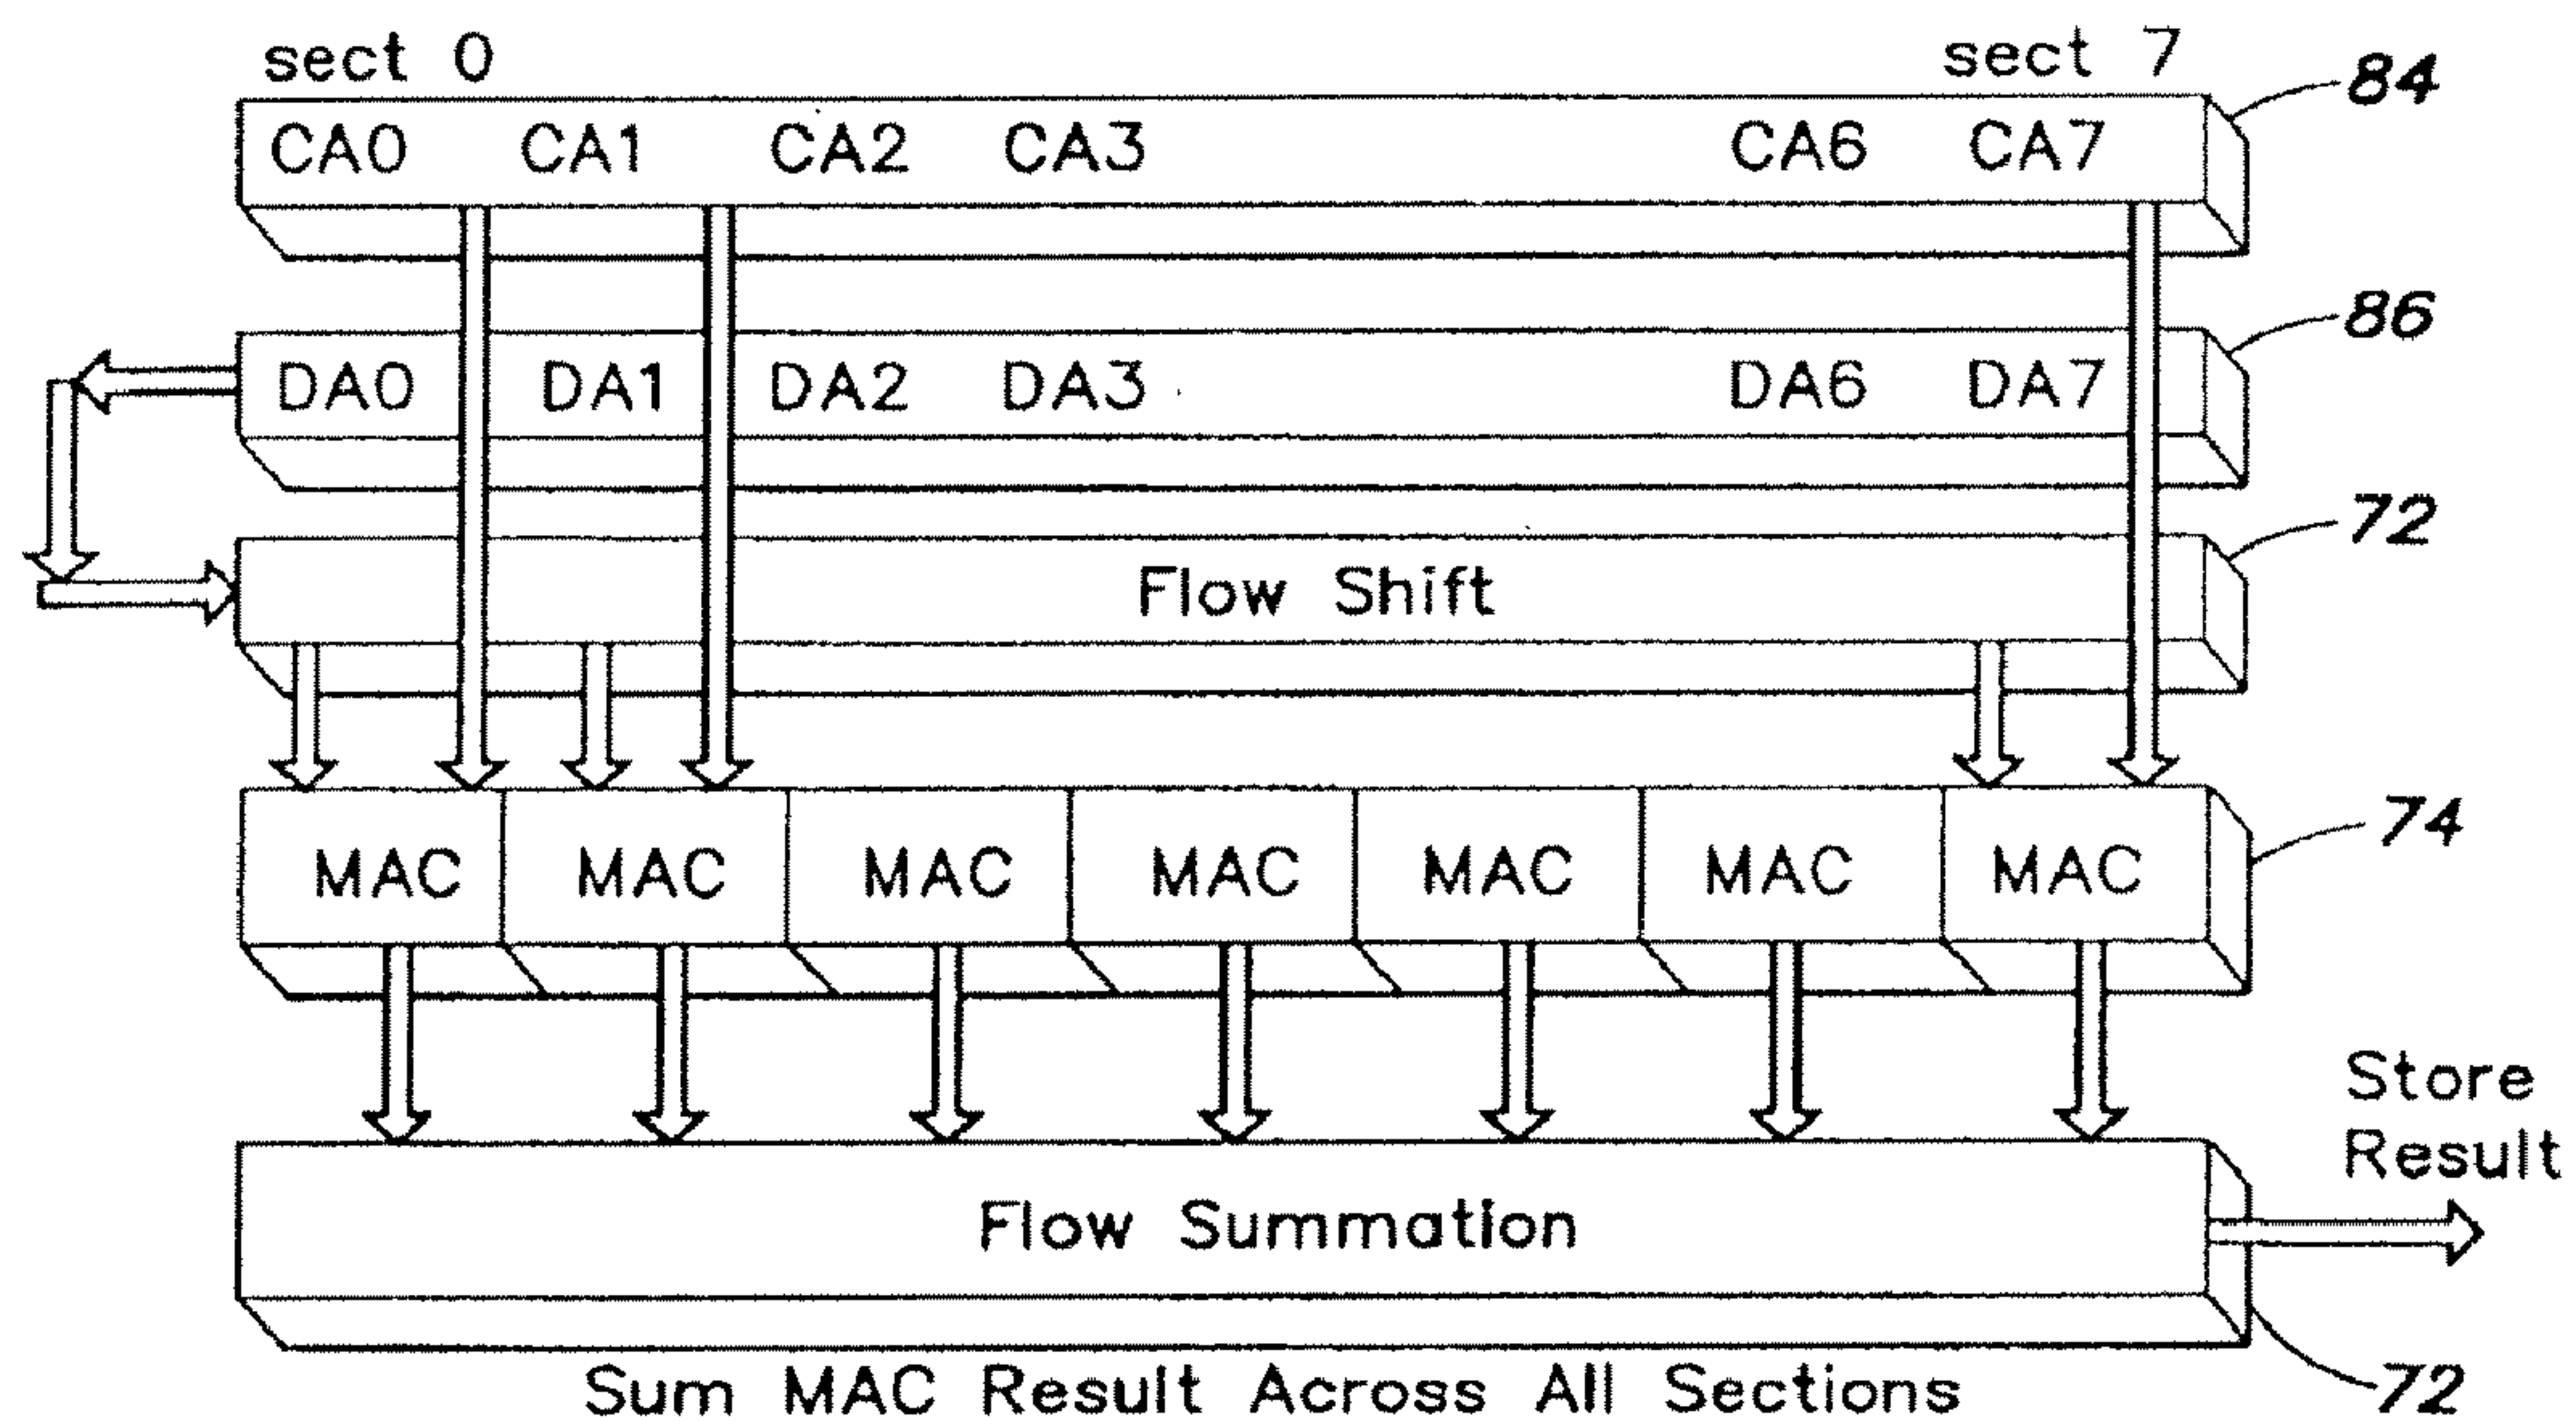 sect 0 sect 7
84
CA0 CA1 CA2 CA3 CA6 CA7
86
DA0 DA1 DA2 DA3 DA6 DA7
72
Flow Shift
74
MAC MAC MAC MAC MAC MAC MAC
Store
Result
Flow Summation
72
Sum MAC Result Across All Sections